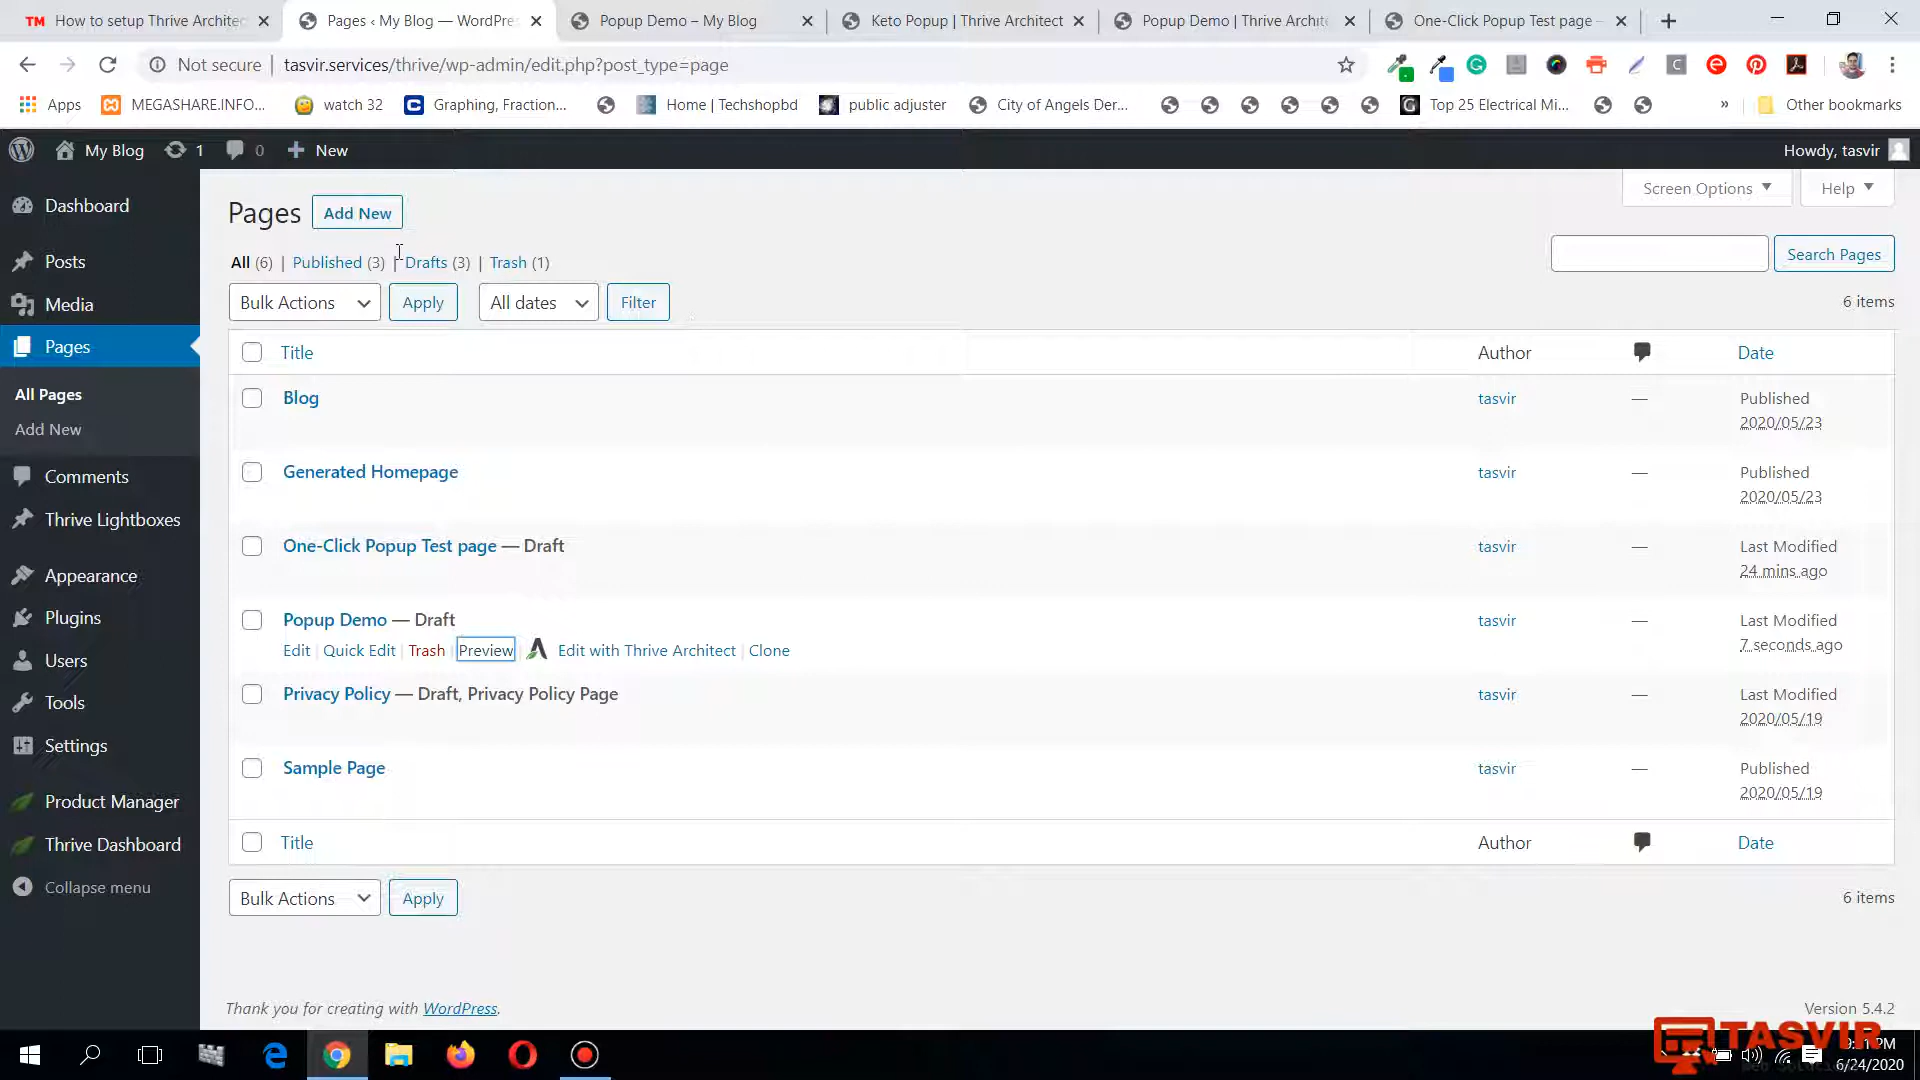 TM How to setup Thrive Architec
Pages ‹ My Blog — WordPres
Popup Demo – My Blog
Keto Popup | Thrive Architect
Popup Demo | Thrive Archite
One-Click Popup Test page –
Not secure | tasvir.services/thrive/wp-admin/edit.php?post_type=page
Apps
MEGASHARE.INFO...
watch 32
Graphing, Fraction...
Home | Techshopbd
public adjuster
City of Angels Der...
Top 25 Electrical Mi...
»
Other bookmarks
My Blog
1
0
+ New
Howdy, tasvir
Dashboard
Posts
Media
Pages
All Pages
Add New
Comments
Thrive Lightboxes
Appearance
Plugins
Users
Tools
Settings
Product Manager
Thrive Dashboard
Collapse menu
Screen Options
Help
Pages
Add New
All (6) | Published (3) | Drafts (3) | Trash (1)
Search Pages
Bulk Actions
Apply
All dates
Filter
6 items
Title
Author
Date
Blog
tasvir
—
Published
2020/05/23
Generated Homepage
tasvir
—
Published
2020/05/23
One-Click Popup Test page — Draft
tasvir
—
Last Modified
24 mins ago
Popup Demo — Draft
tasvir
—
Last Modified
7 seconds ago
Edit | Quick Edit | Trash | Preview | Edit with Thrive Architect | Clone
Privacy Policy — Draft, Privacy Policy Page
tasvir
—
Last Modified
2020/05/19
Sample Page
tasvir
—
Published
2020/05/19
Title
Author
Date
Bulk Actions
Apply
6 items
Thank you for creating with WordPress.
Version 5.4.2
TASVIR
PM
6/24/2020